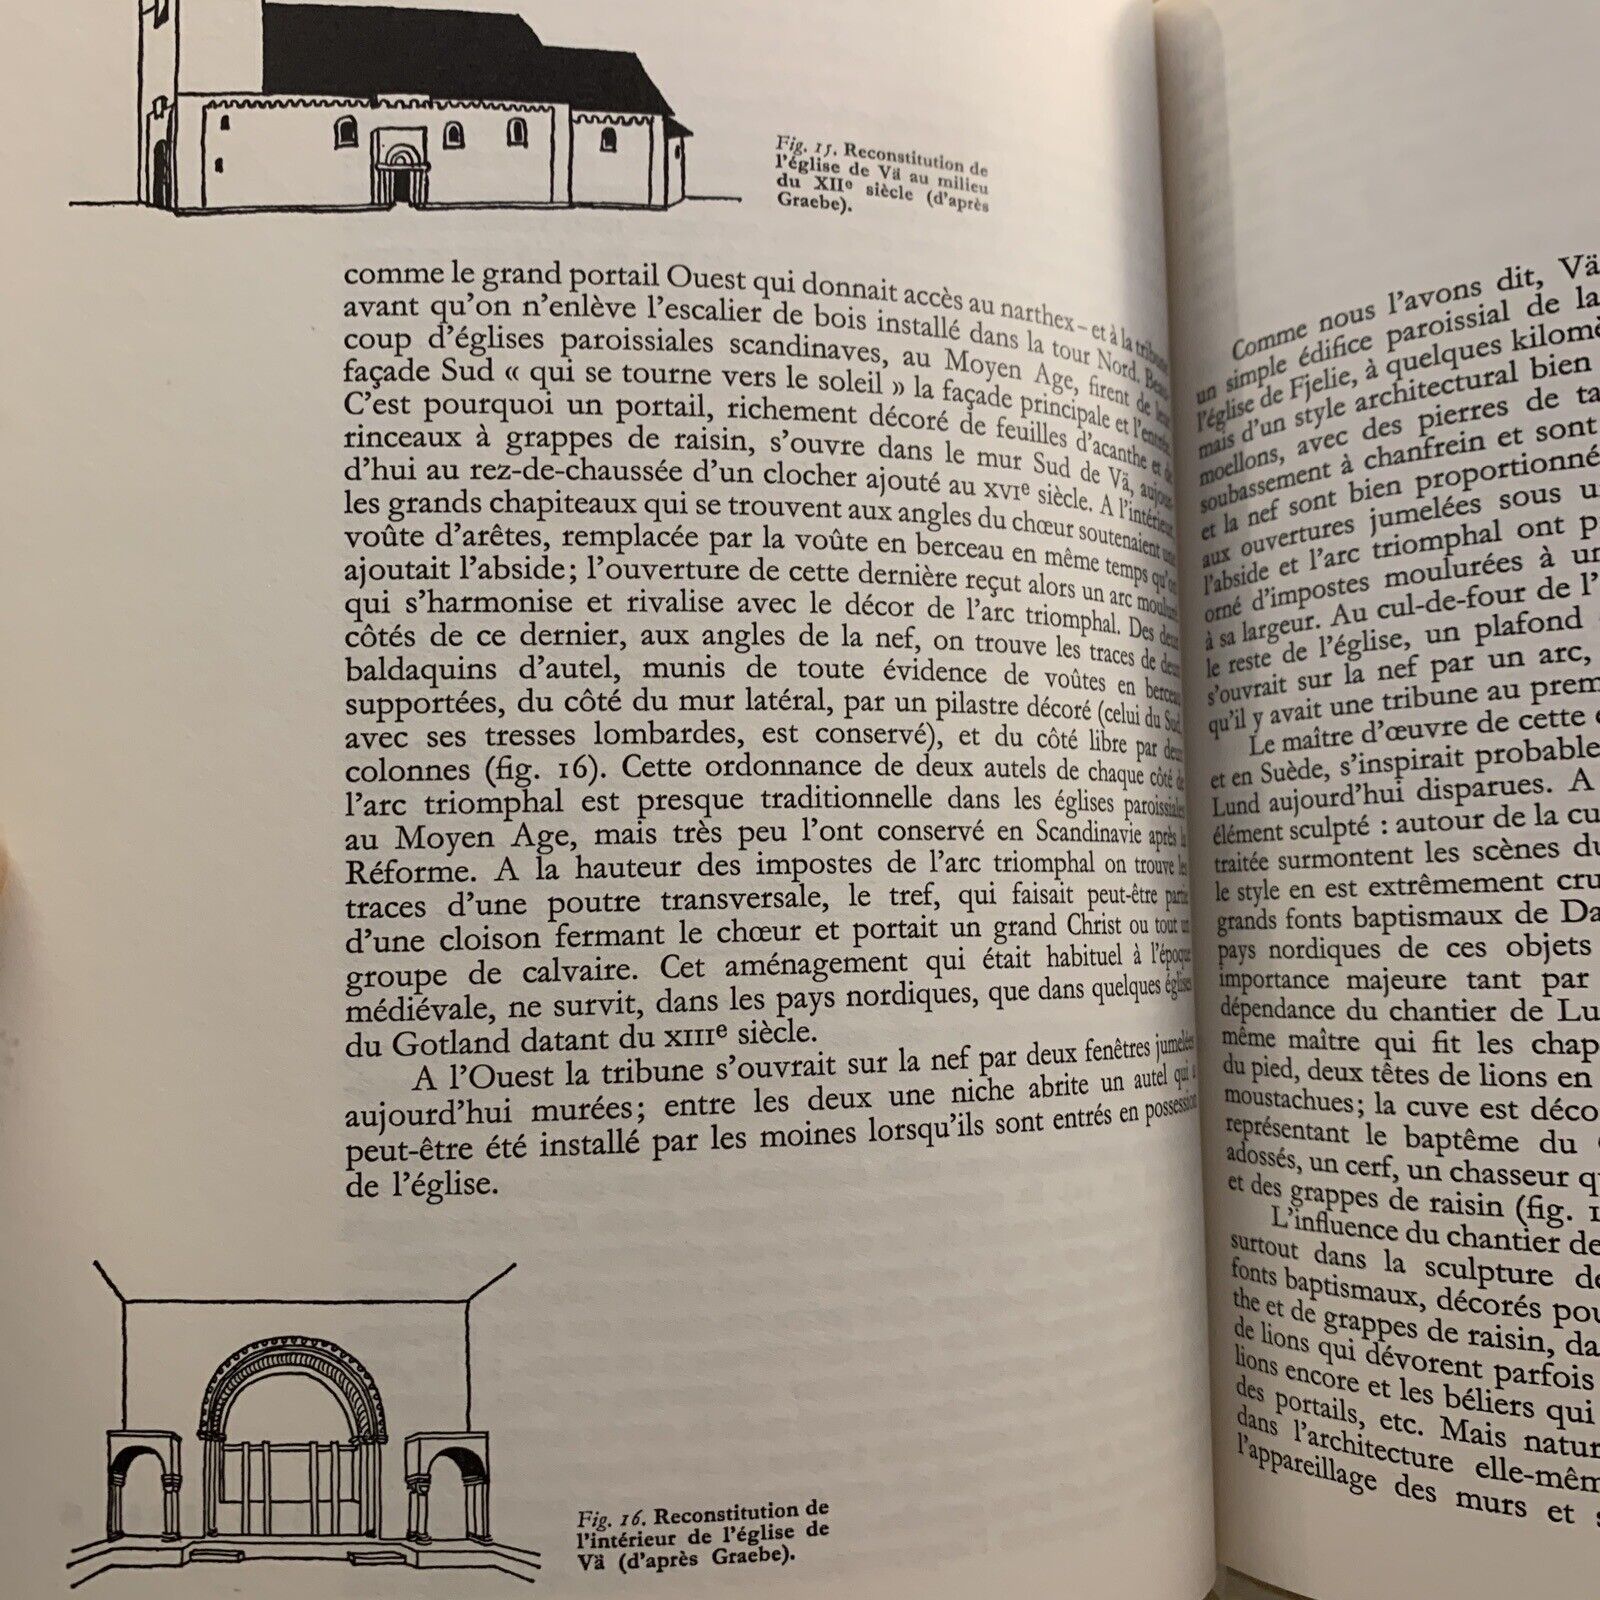 Fig. 15. Reconstitution de
l'église de Vä au milieu
du XIIe siècle (d'après
Graebe).
comme le grand portail Ouest qui donnait accès au narthex – et à la tribune
avant qu'on n'enlève l'escalier de bois installé dans la tour Nord. Beau-
coup d'églises paroissiales scandinaves, au Moyen Age, firent de leur
façade Sud « qui se tourne vers le soleil » la façade principale et l'entrée.
C'est pourquoi un portail, richement décoré de feuilles d'acanthe et de
rinceaux à grappes de raisin, s'ouvre dans le mur Sud de Vä, aujour-
d'hui au rez-de-chaussée d'un clocher ajouté au XVIe siècle. A l'intérieur,
les grands chapiteaux qui se trouvent aux angles du chœur soutenaient une
voûte d'arêtes, remplacée par la voûte en berceau en même temps qu'on
ajoutait l'abside; l'ouverture de cette dernière reçut alors un arc mouluré
qui s'harmonise et rivalise avec le décor de l'arc triomphal. Des deux
côtés de ce dernier, aux angles de la nef, on trouve les traces de deux
baldaquins d'autel, munis de toute évidence de voûtes en berceau
supportées, du côté du mur latéral, par un pilastre décoré (celui du Sud,
avec ses tresses lombardes, est conservé), et du côté libre par deux
colonnes (fig. 16). Cette ordonnance de deux autels de chaque côté de
l'arc triomphal est presque traditionnelle dans les églises paroissiales
au Moyen Age, mais très peu l'ont conservé en Scandinavie après la
Réforme. A la hauteur des impostes de l'arc triomphal on trouve les
traces d'une poutre transversale, le tref, qui faisait peut-être partie
d'une cloison fermant le chœur et portait un grand Christ ou tout un
groupe de calvaire. Cet aménagement qui était habituel à l'époque
médiévale, ne survit, dans les pays nordiques, que dans quelques églises
du Gotland datant du XIIIe siècle.
A l'Ouest la tribune s'ouvrait sur la nef par deux fenêtres jumelées
aujourd'hui murées; entre les deux une niche abrite un autel qui a
peut-être été installé par les moines lorsqu'ils sont entrés en possession
de l'église.
Fig. 16. Reconstitution de
l'intérieur de l'église de
Vä (d'après Graebe).
Comme nous l'avons dit, Vä
un simple édifice paroissial de la
l'église de Fjelie, à quelques kilomè
mais d'un style architectural bien
moellons, avec des pierres de ta
soubassement à chanfrein et sont
et la nef sont bien proportionné
aux ouvertures jumelées sous u
l'abside et l'arc triomphal ont p
orné d'impostes moulurées à un
à sa largeur. Au cul-de-four de l'
le reste de l'église, un plafond
s'ouvrait sur la nef par un arc,
qu'il y avait une tribune au prem
Le maître d'œuvre de cette é
et en Suède, s'inspirait probable
Lund aujourd'hui disparues. A
élément sculpté : autour de la cu
traitée surmontent les scènes du
le style en est extrêmement cru
grands fonts baptismaux de Da
pays nordiques de ces objets
importance majeure tant par
dépendance du chantier de Lu
même maître qui fit les chap
du pied, deux têtes de lions en
moustachues; la cuve est déco
représentant le baptême du
adossés, un cerf, un chasseur q
et des grappes de raisin (fig. 1
L'influence du chantier de
surtout dans la sculpture de
fonts baptismaux, décorés pou
the et de grappes de raisin, da
de lions qui dévorent parfois
lions encore et les béliers qui
des portails, etc. Mais natur
dans l'architecture elle-mêm
l'appareillage des murs et s